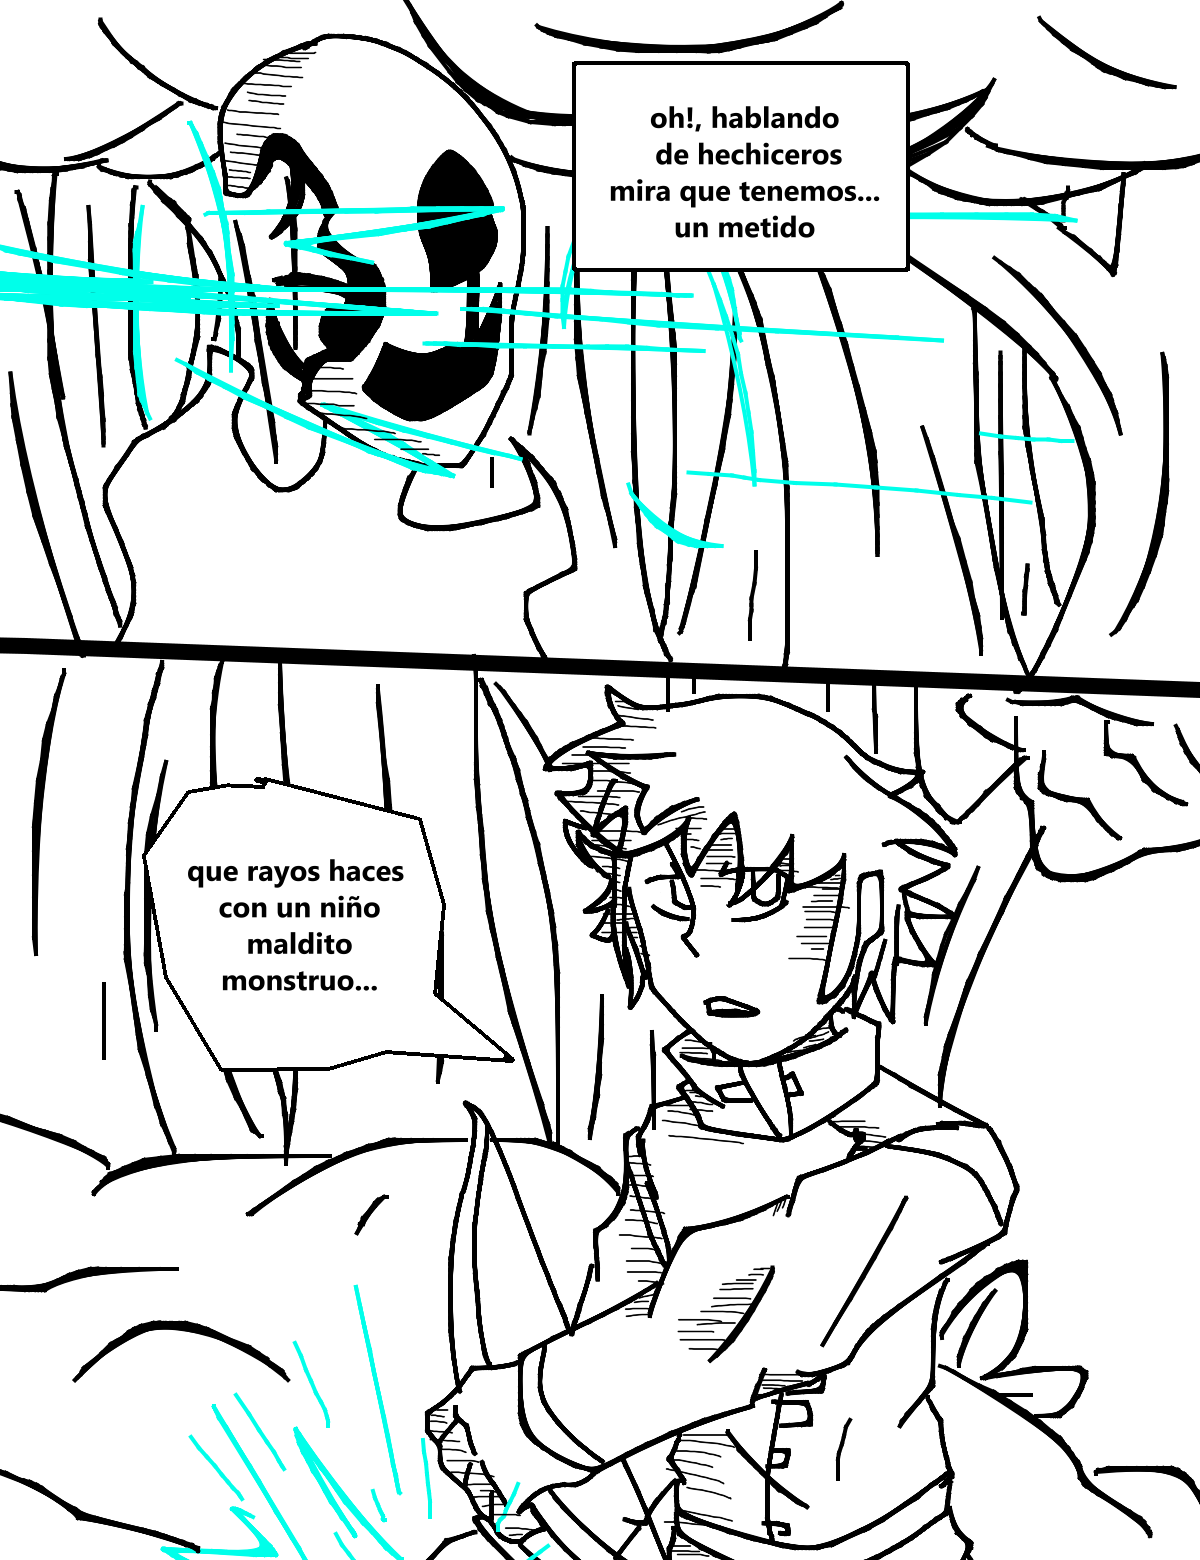 oh!, hablando
de hechiceros
mira que tenemos...
un metido
que rayos haces
con un niño
maldito
monstruo...